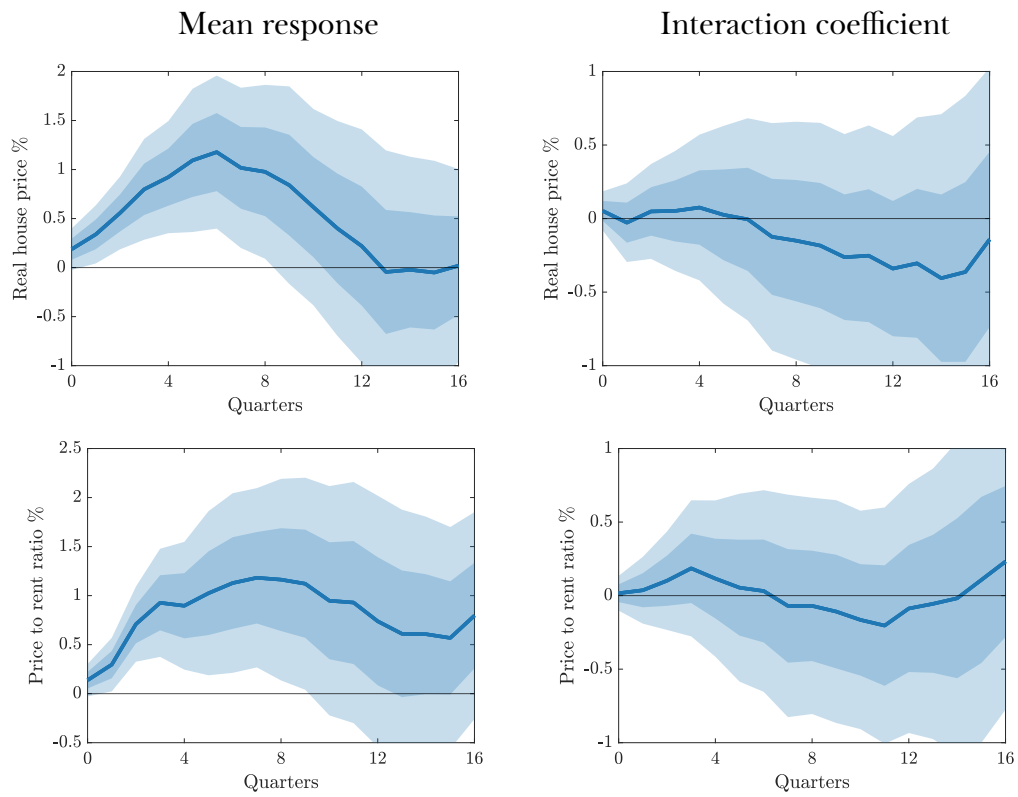 Mean response
Interaction coefficient
Real house price %
2
1.5
1
0.5
0
-0.5
-1
0 4 8 12 16
Quarters
Real house price %
1
0.5
0
-0.5
-1
0 4 8 12 16
Quarters
Price to rent ratio %
2.5
2
1.5
1
0.5
0
-0.5
0 4 8 12 16
Quarters
Price to rent ratio %
1
0.5
0
-0.5
-1
0 4 8 12 16
Quarters